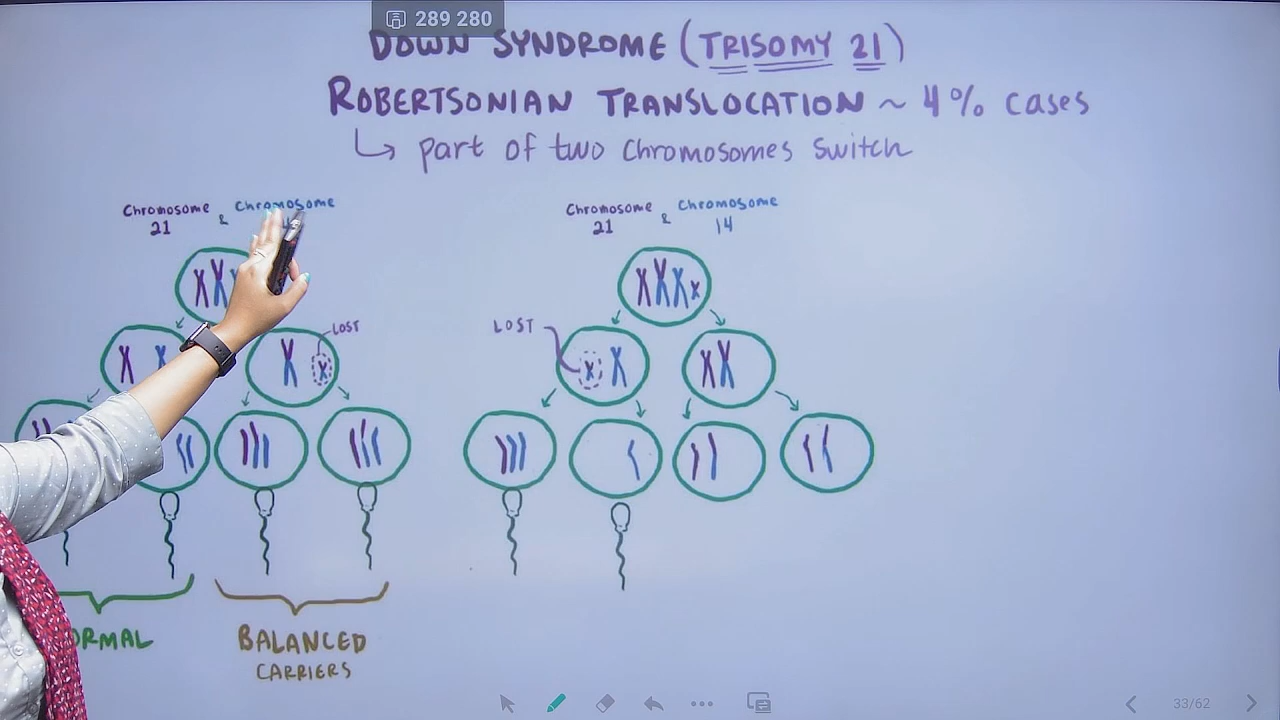 289 280
DOWN SYNDROME (TRISOMY 21)
ROBERTSONIAN TRANSLOCATION ~ 4% cases
↳ part of two chromosomes switch
Chromosome 21 & Chromosome
Chromosome 21 & Chromosome 14
LOST
LOST
ORMAL
BALANCED
CARRIERS
33/62